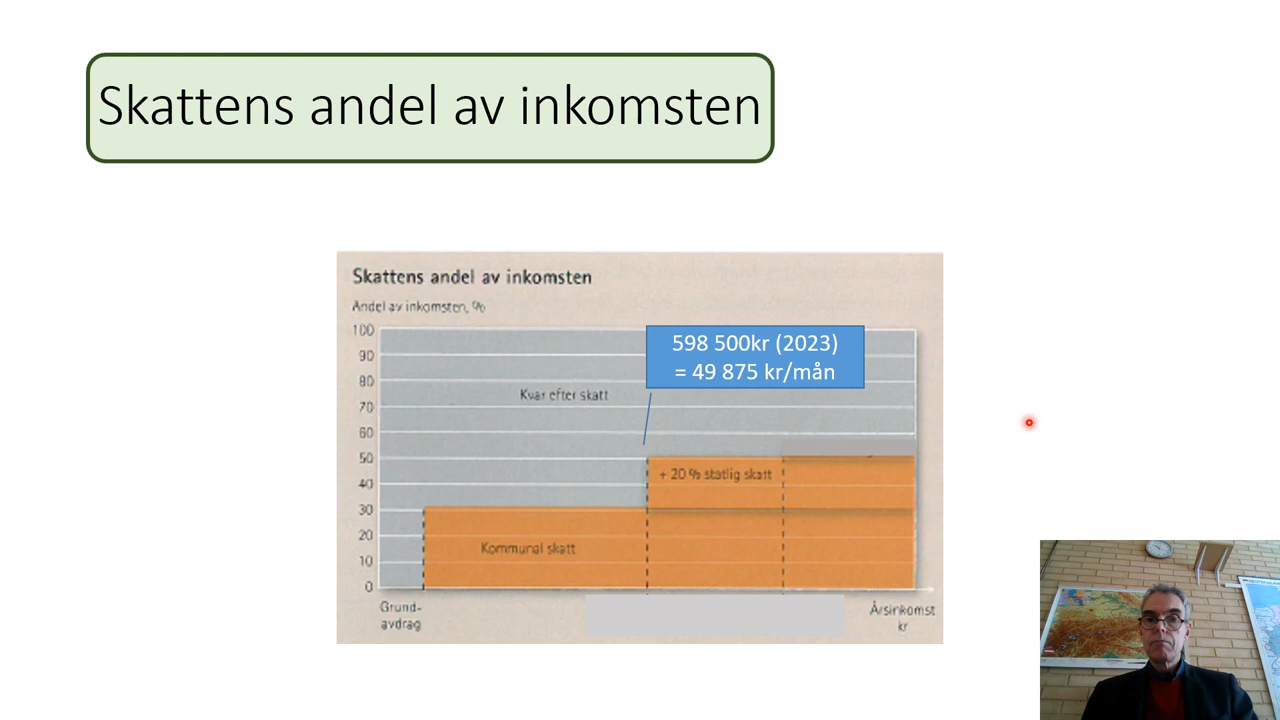 Skattens andel av inkomsten
Skattens andel av inkomsten
Andel av inkomsten, %
100
90
80
70
60
50
40
30
20
10
0
598 500kr (2023)
= 49 875 kr/mån
Kvar efter skatt
+ 20 % statlig skatt
Kommunal skatt
Grund-
avdrag
Årsinkomst
kr